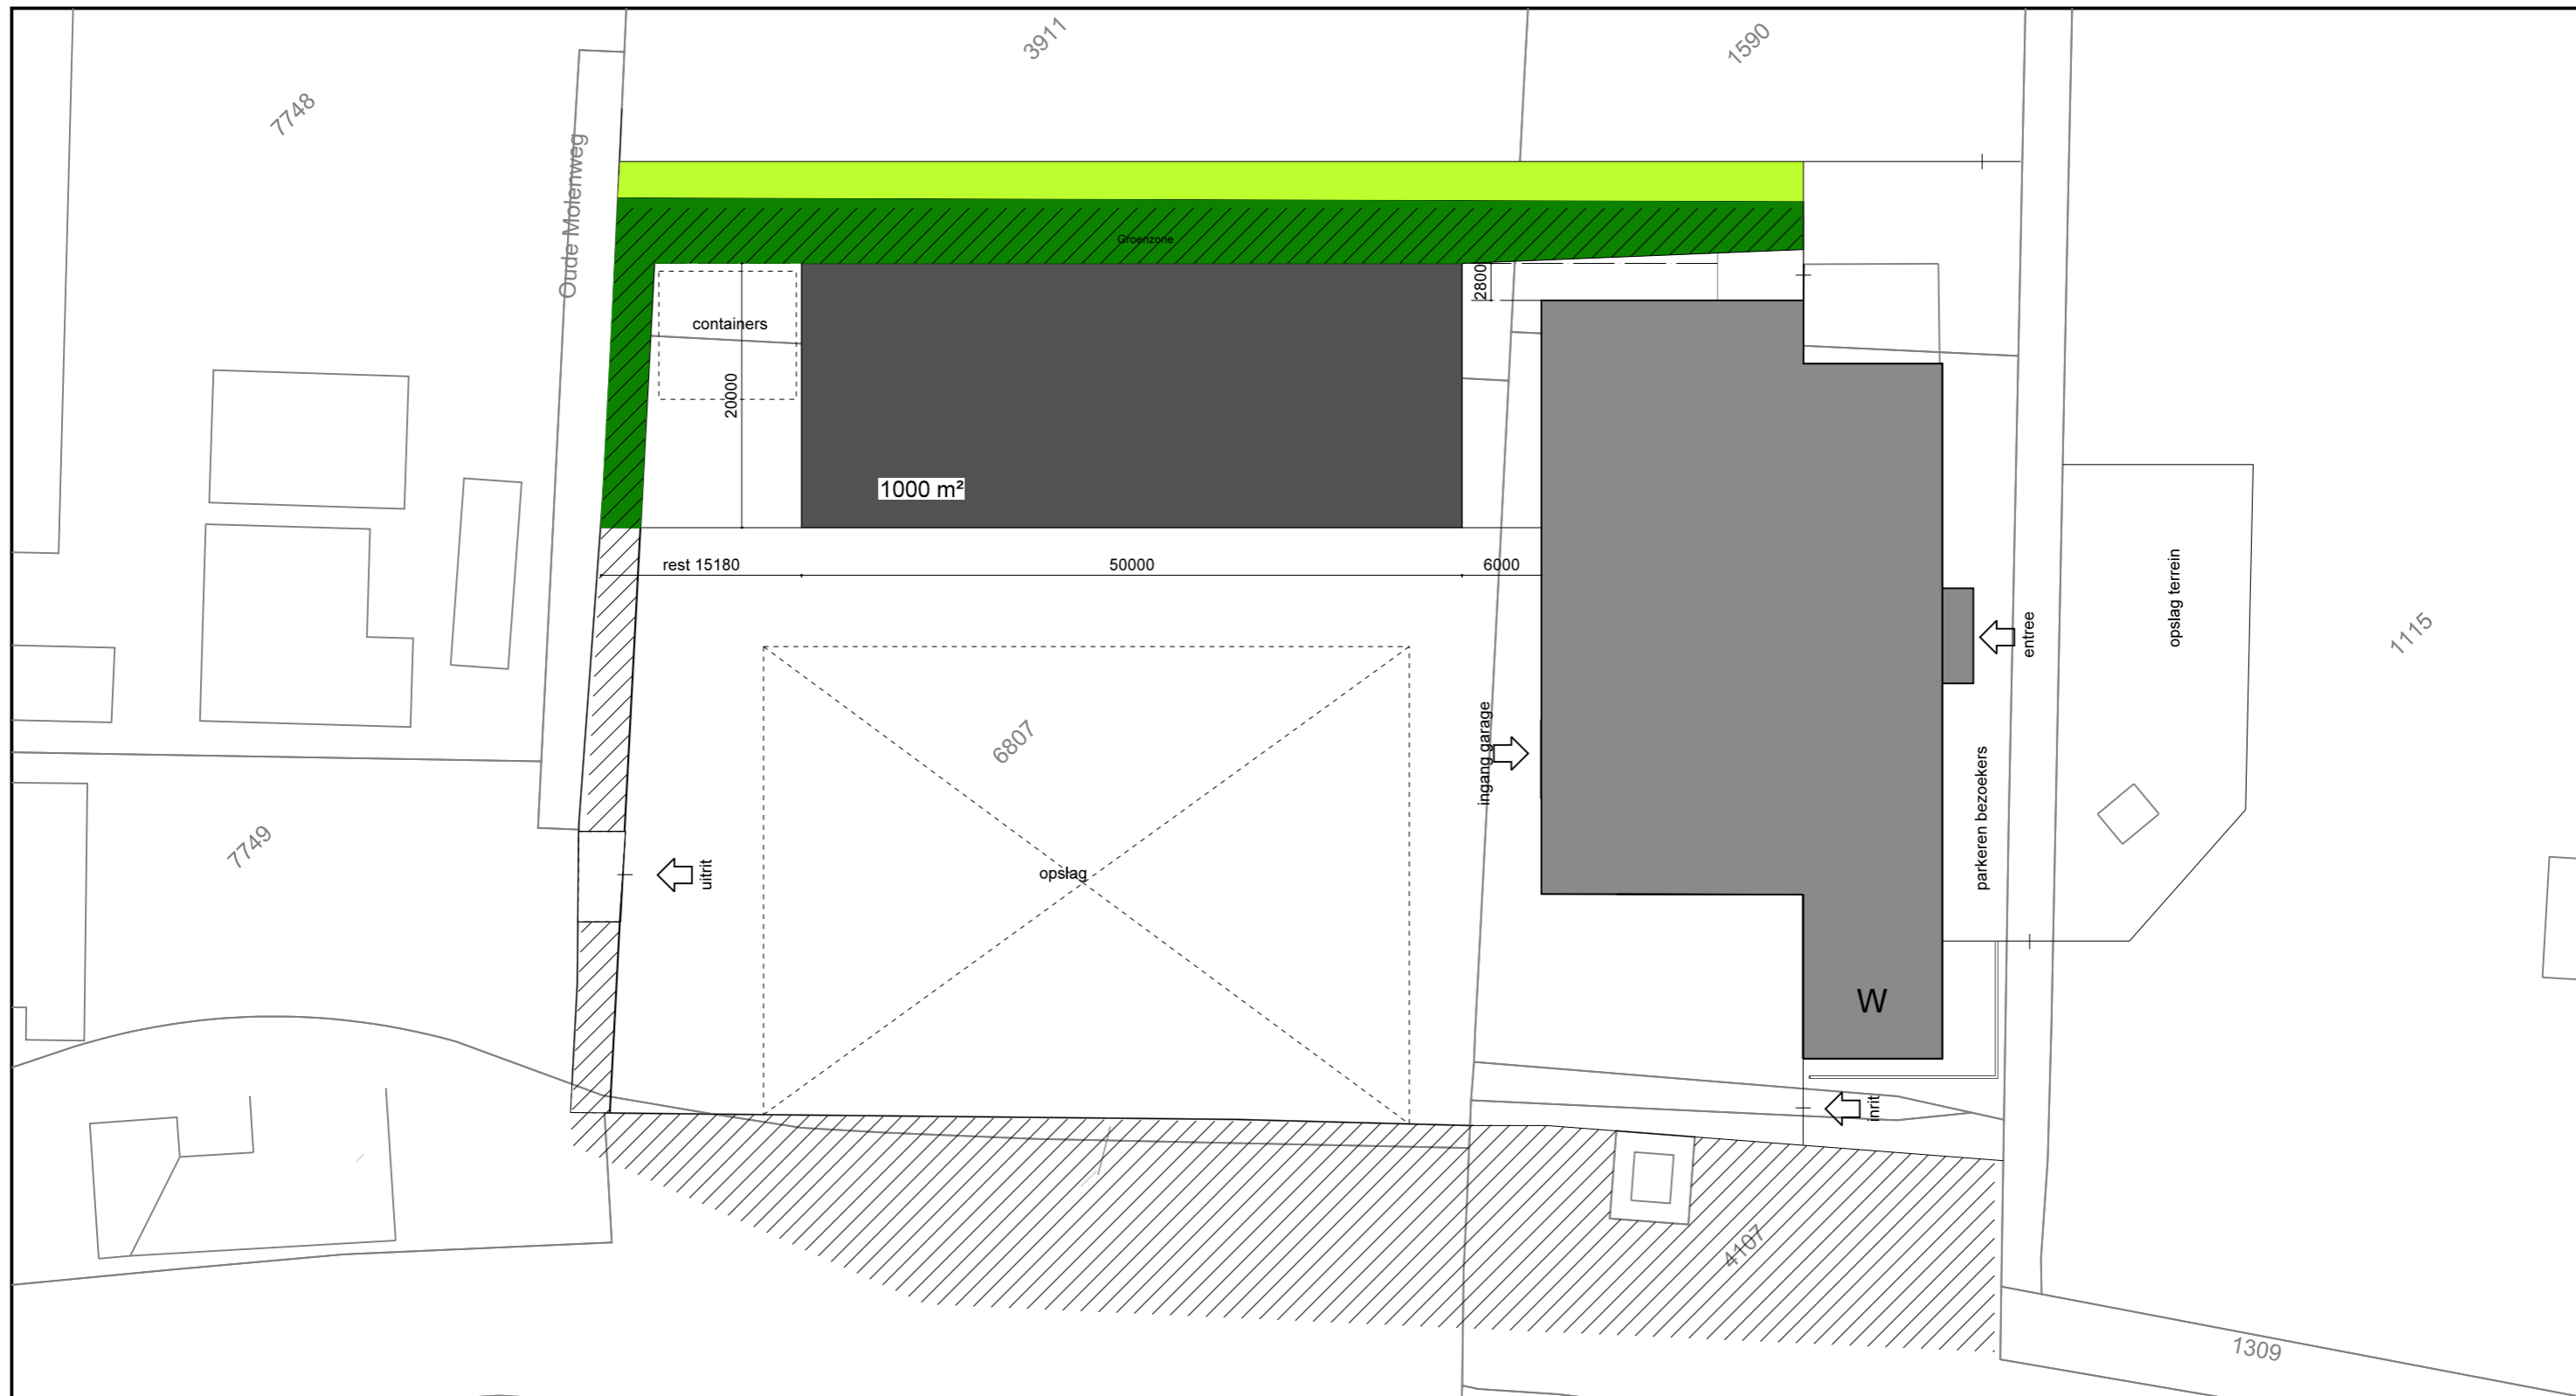 3911
1590
7748
Oude Molenweg
Groenzone
2800
containers
20000
1000 m²
rest 15180
50000
6000
opslag terrein
entree
1115
6807
ingang garage
parkeren bezoekers
7749
uitrit
opslag
W
inrit
4107
1309